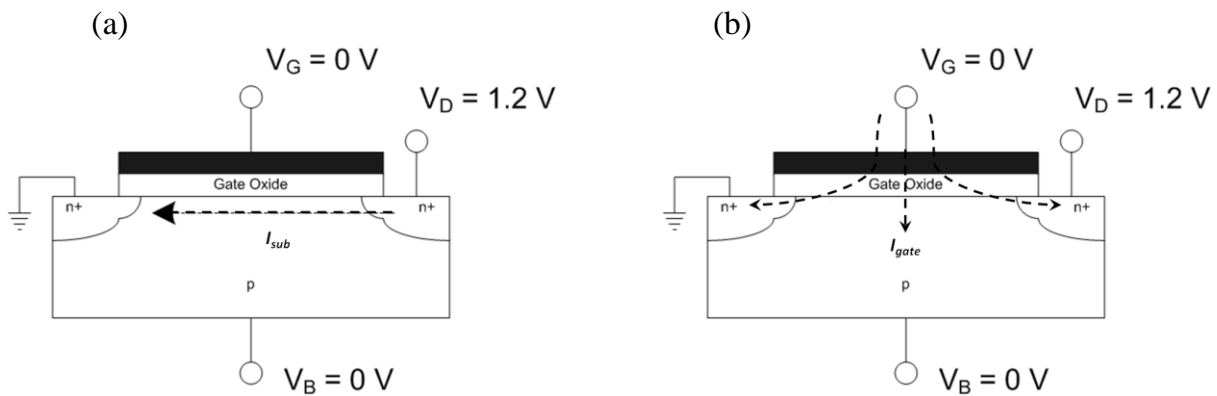 (a)
V_G = 0 V
V_D = 1.2 V
Gate Oxide
n+
n+
I_sub
p
V_B = 0 V
(b)
V_G = 0 V
V_D = 1.2 V
Gate Oxide
n+
n+
I_gate
p
V_B = 0 V